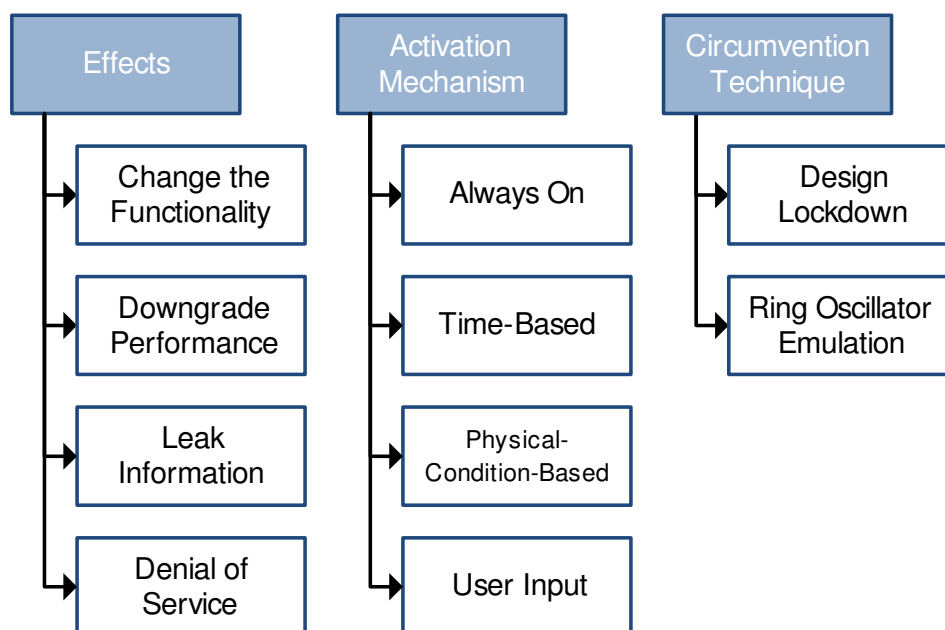 Effects
Change the
Functionality
Downgrade
Performance
Leak
Information
Denial of
Service
Activation
Mechanism
Always On
Time-Based
Physical-
Condition-Based
User Input
Circumvention
Technique
Design
Lockdown
Ring Oscillator
Emulation